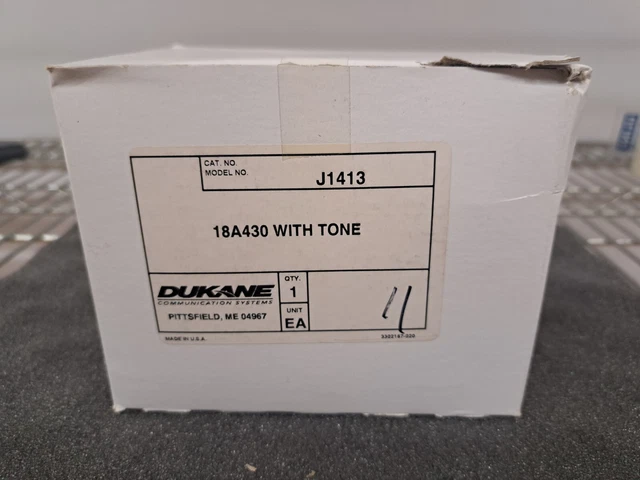 CAT. NO.
MODEL NO.
J1413
18A430 WITH TONE
DUKANE
COMMUNICATION SYSTEMS
PITTSFIELD, ME 04967
QTY.
1
UNIT
EA
11
MADE IN U.S.A.